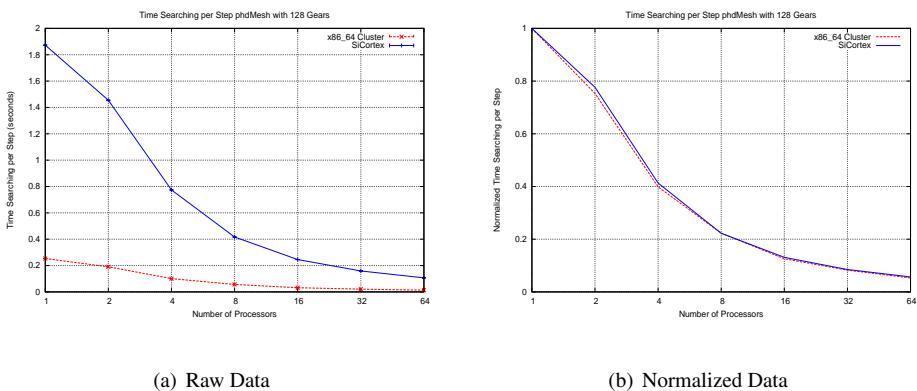 Time Searching per Step phdMesh with 128 Gears
x86_64 Cluster
SiCortex
Time Searching per Step (seconds)
2
1.8
1.6
1.4
1.2
1
0.8
0.6
0.4
0.2
0
1 2 4 8 16 32 64
Number of Processors
(a) Raw Data
Time Searching per Step phdMesh with 128 Gears
x86_64 Cluster
SiCortex
Normalized Time Searching per Step
1
0.8
0.6
0.4
0.2
0
1 2 4 8 16 32 64
Number of Processors
(b) Normalized Data